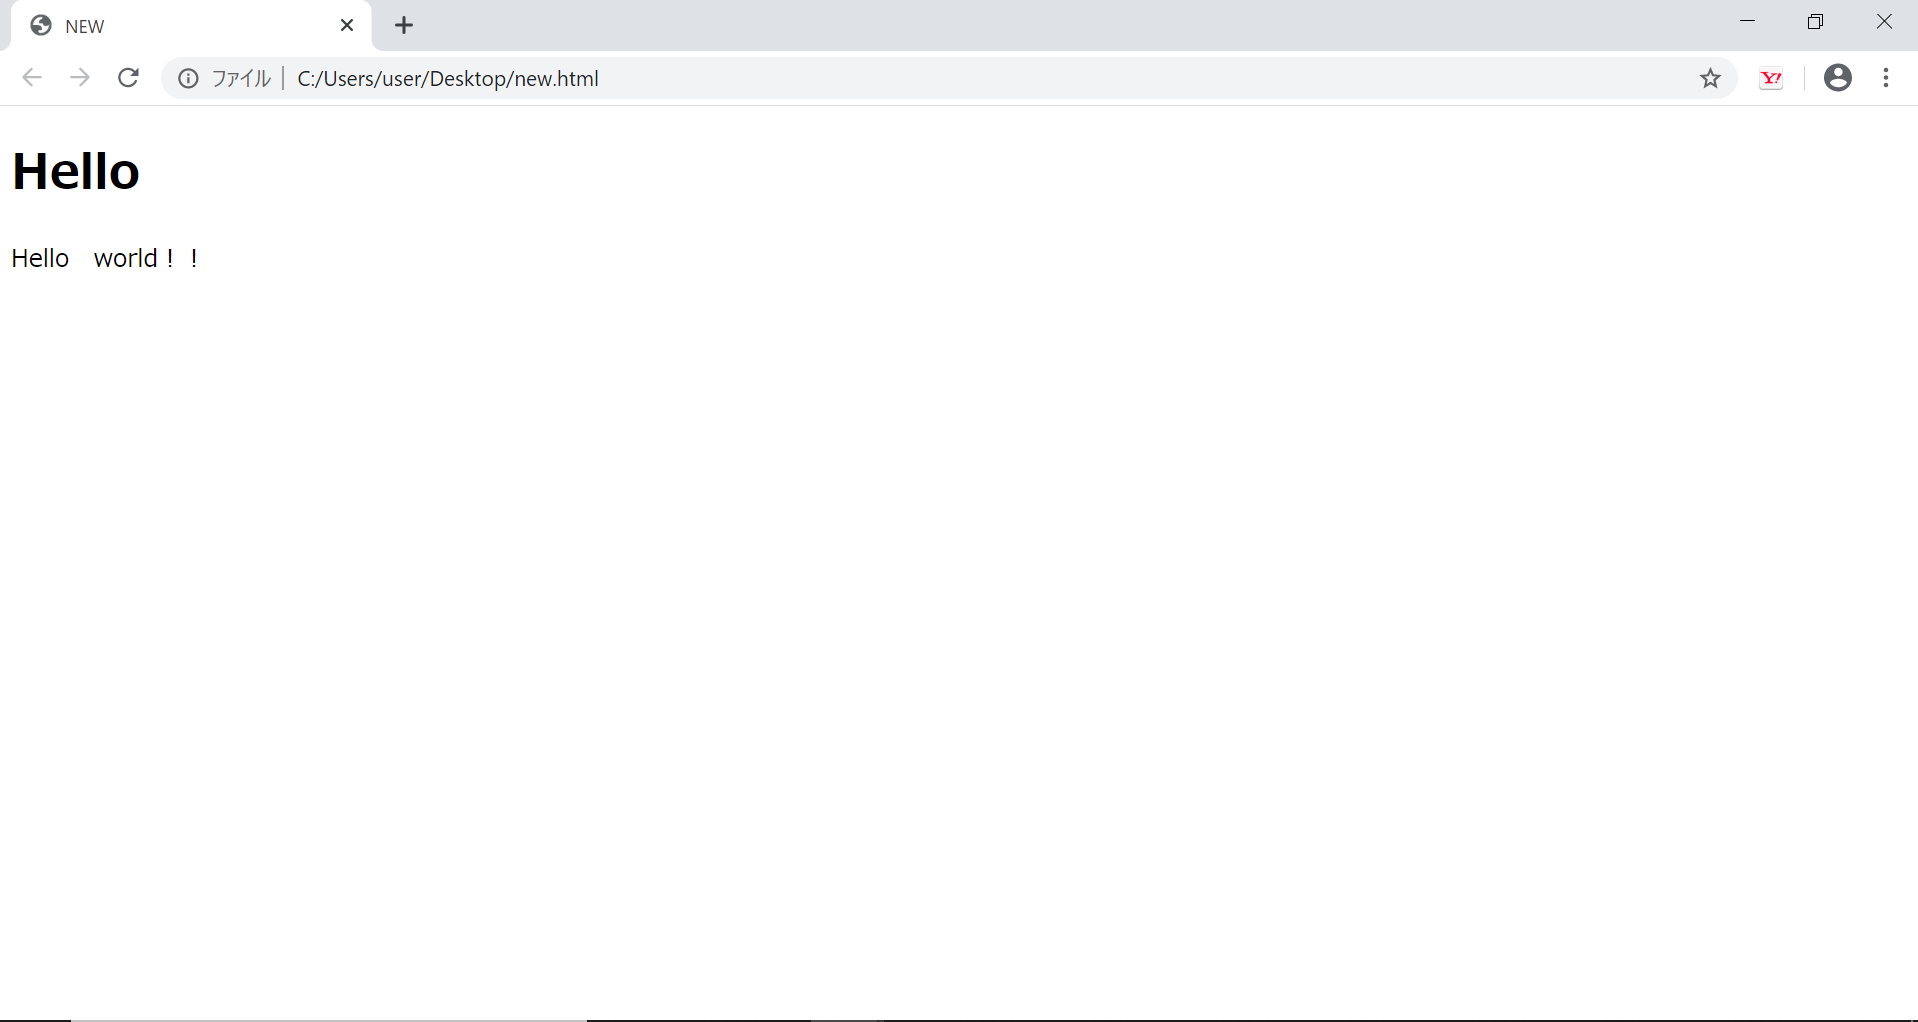 NEW
ファイル | C:/Users/user/Desktop/new.html
Y!
Hello
Hello　world！！